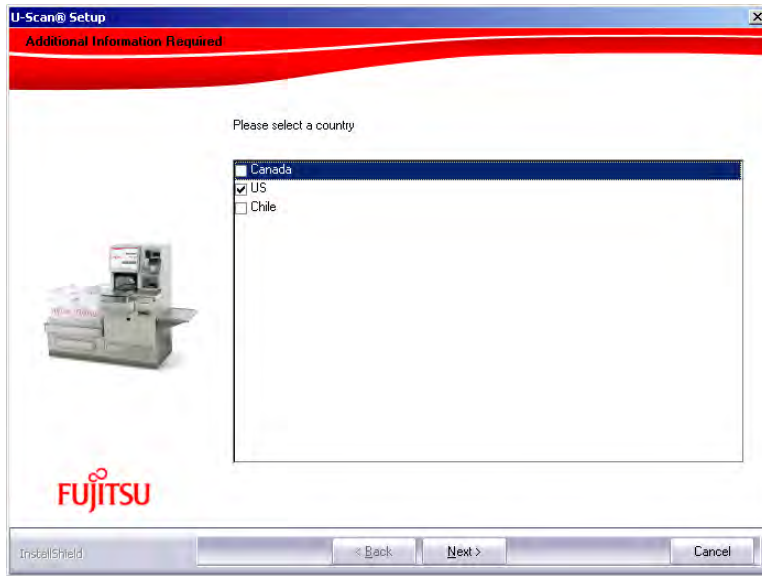 U-Scan® Setup
Additional Information Required
Please select a country
Canada
US
Chile
FUJITSU
InstallShield
< Back
Next >
Cancel